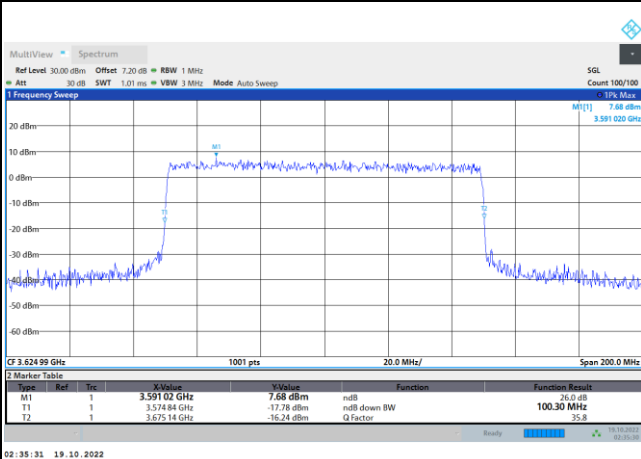 MultiView Spectrum
Ref Level 30.00 dBm Offset 7.20 dB RBW 1 MHz SGL
Att 30 dB SWT 1.01 ms VBW 3 MHz Mode Auto Sweep Count 100/100
1 Frequency Sweep 1Pk Max
M1[1] 7.68 dBm
3.591 020 GHz
20 dBm
M1
10 dBm
0 dBm
-10 dBm
T1 T2
-20 dBm
-30 dBm
-40 dBm
-50 dBm
-60 dBm
CF 3.624 99 GHz 1001 pts 20.0 MHz/ Span 200.0 MHz
2 Marker Table
Type Ref Trc X-Value Y-Value Function Function Result
M1 1 3.591 02 GHz 7.68 dBm ndB 26.0 dB
T1 1 3.574 84 GHz -17.78 dBm ndB down BW 100.30 MHz
T2 1 3.675 14 GHz -16.24 dBm Q Factor 35.8
Ready 19.10.2022
02:35:30
02:35:31 19.10.2022